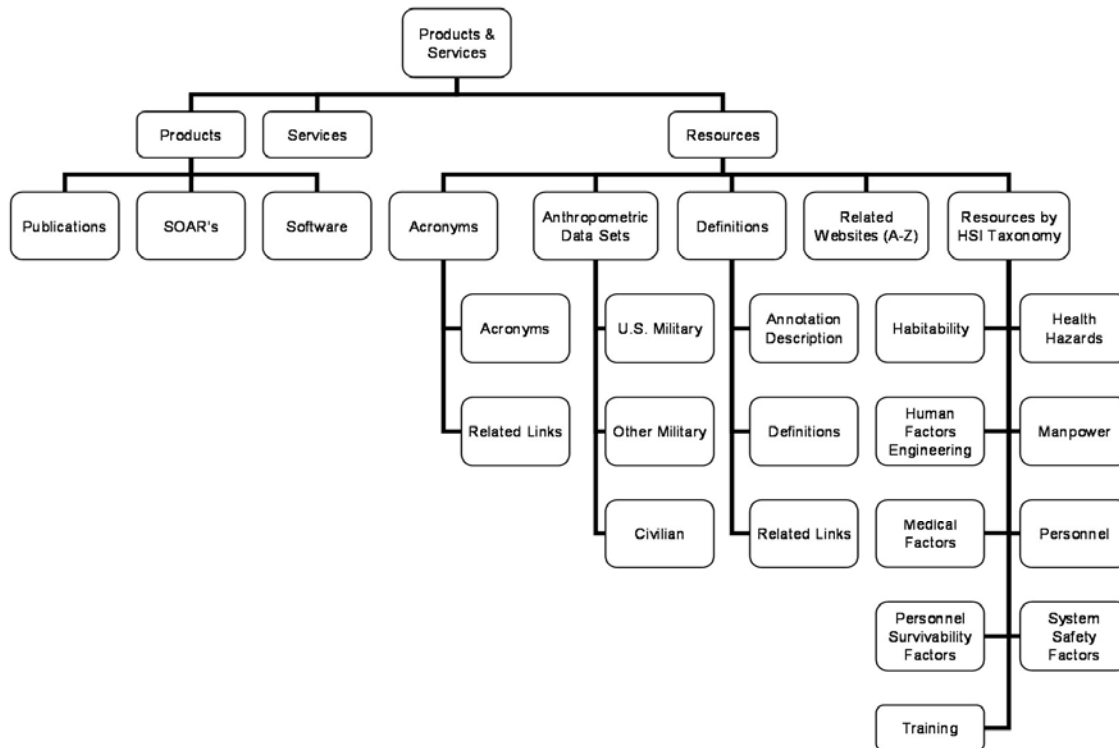 Products &
Services
Products
Services
Resources
Publications
SOAR's
Software
Acronyms
Anthropometric
Data Sets
Definitions
Related
Websites (A-Z)
Resources by
HSI Taxonomy
Acronyms
U.S. Military
Annotation
Description
Habitability
Health
Hazards
Related Links
Other Military
Definitions
Human
Factors
Engineering
Manpower
Civilian
Related Links
Medical
Factors
Personnel
Personnel
Survivability
Factors
System
Safety
Factors
Training